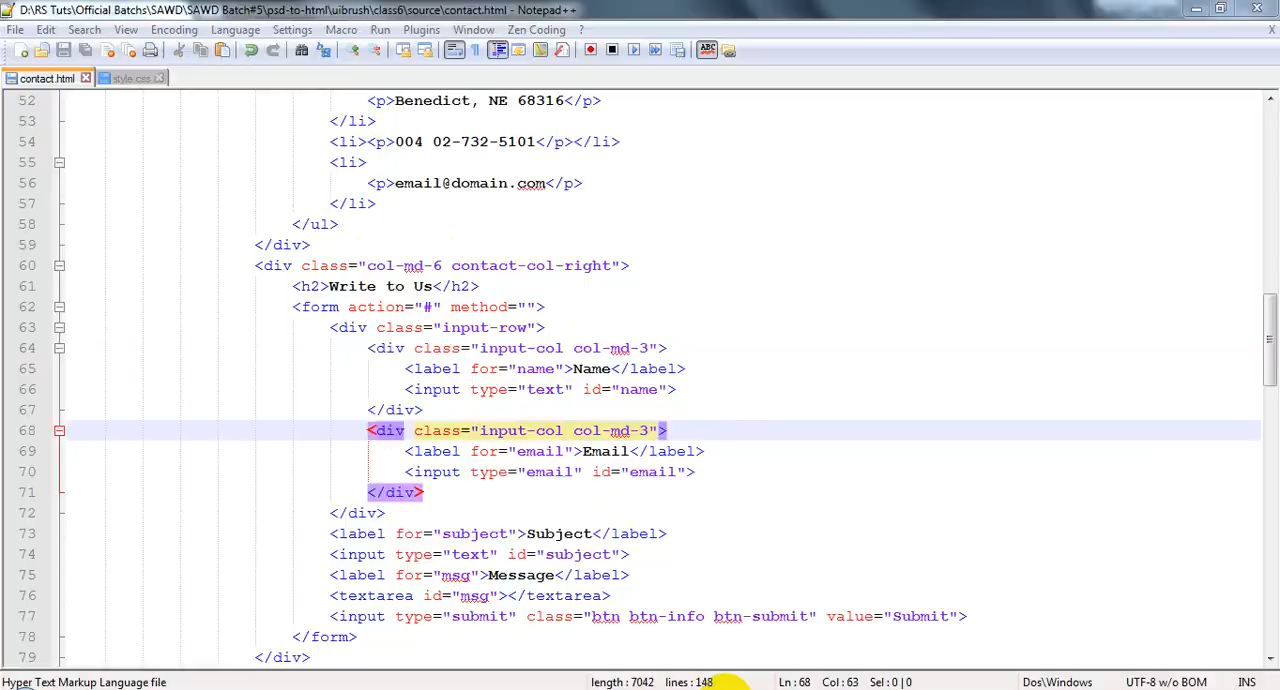 D:\RS Tuts\Official Batchs\SAWD\SAWD Batch#5\psd-to-html\uibrush\class6\source\contact.html - Notepad++
File Edit Search View Encoding Language Settings Macro Run Plugins Window Zen Coding ? X
ABC
contact.html style.css
52 <p>Benedict, NE 68316</p>
53 </li>
54 <li><p>004 02-732-5101</p></li>
55 <li>
56 <p>email@domain.com</p>
57 </li>
58 </ul>
59 </div>
60 <div class="col-md-6 contact-col-right">
61 <h2>Write to Us</h2>
62 <form action="#" method="">
63 <div class="input-row">
64 <div class="input-col col-md-3">
65 <label for="name">Name</label>
66 <input type="text" id="name">
67 </div>
68 <div class="input-col col-md-3">
69 <label for="email">Email</label>
70 <input type="email" id="email">
71 </div>
72 </div>
73 <label for="subject">Subject</label>
74 <input type="text" id="subject">
75 <label for="msg">Message</label>
76 <textarea id="msg"></textarea>
77 <input type="submit" class="btn btn-info btn-submit" value="Submit">
78 </form>
79 </div>
Hyper Text Markup Language file length : 7042 lines : 148 Ln : 68 Col : 63 Sel : 0 | 0 Dos\Windows UTF-8 w/o BOM INS